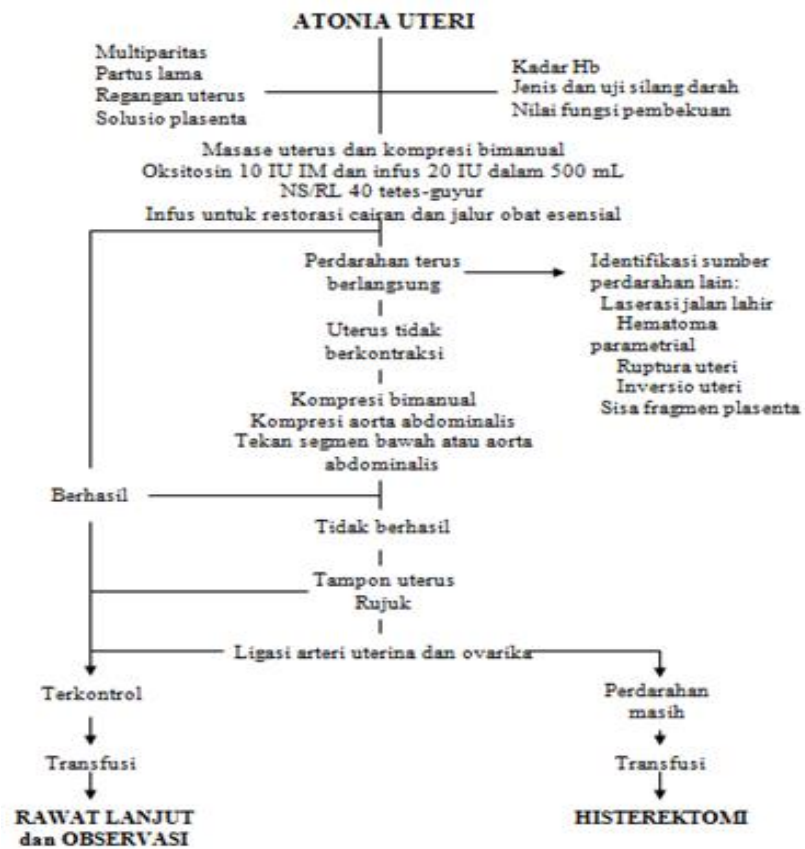 ATONIA UTERI
Multiparitas
Partus lama
Regangan uterus
Solusio plasenta
Kadar Hb
Jenis dan uji silang darah
Nilai fungsi pembekuan
Masase uterus dan kompresi bimanual
Oksitosin 10 IU IM dan infus 20 IU dalam 500 mL
NS/RL 40 tetes-guyur
Infus untuk restorasi cairan dan jalur obat esensial
Perdarahan terus
berlangsung
Identifikasi sumber
perdarahan lain:
Laserasi jalan lahir
Hematoma
parametrial
Ruptura uteri
Inversio uteri
Sisa fragmen plasenta
Uterus tidak
berkontraksi
Kompresi bimanual
Kompresi aorta abdominalis
Tekan segmen bawah atau aorta
abdominalis
Berhasil
Tidak berhasil
Tampon uterus
Rujuk
Ligasi arteri uterina dan ovarika
Terkontrol
Perdarahan
masih
Transfusi
Transfusi
RAWAT LANJUT
dan OBSERVASI
HISTEREKTOMI